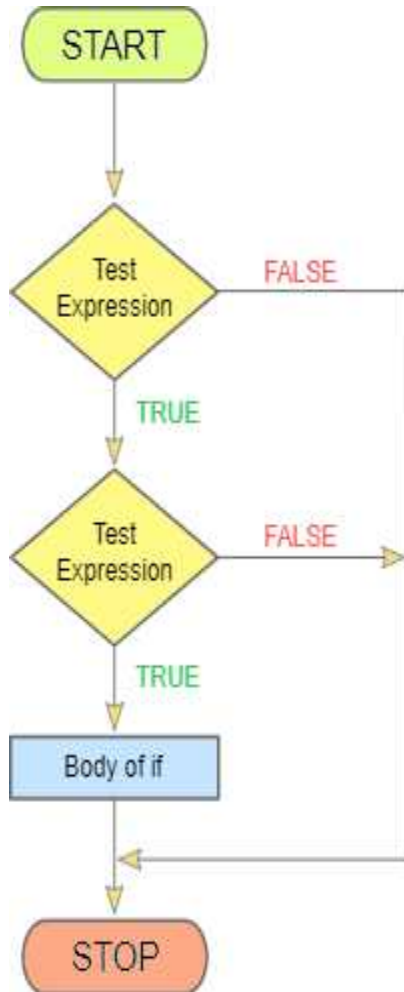 START
Test
Expression
FALSE
TRUE
Test
Expression
FALSE
TRUE
Body of if
STOP